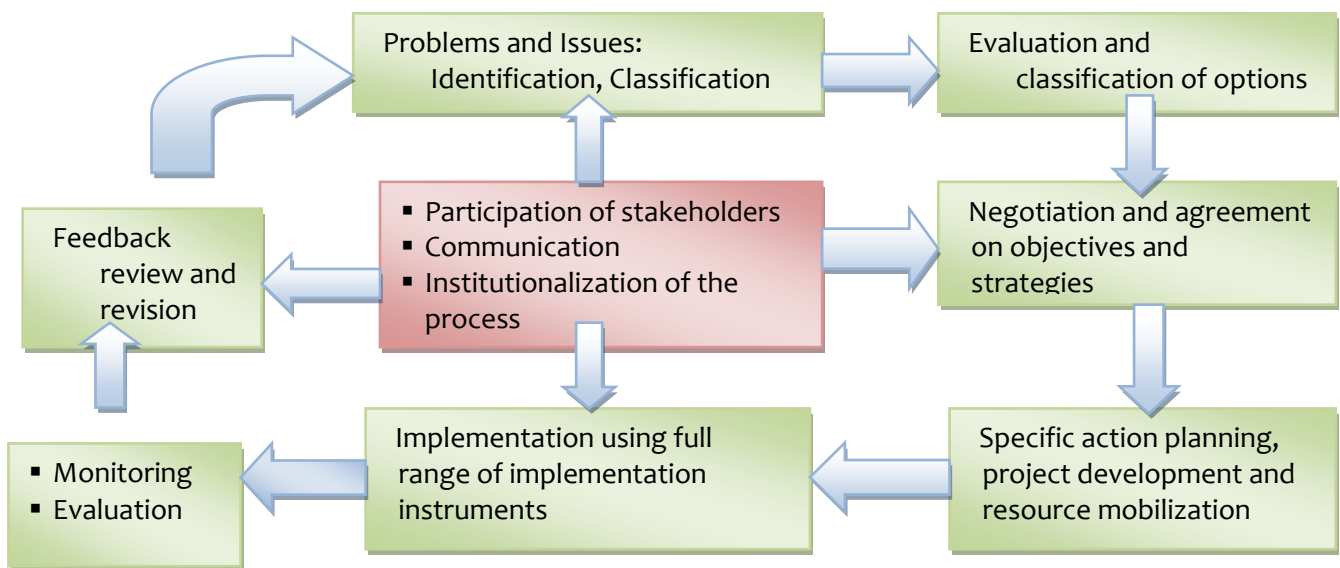 Problems and Issues:
Identification, Classification
Evaluation and
classification of options
▪ Participation of stakeholders
▪ Communication
▪ Institutionalization of the
process
Negotiation and agreement
on objectives and
strategies
Feedback
review and
revision
Implementation using full
range of implementation
instruments
Specific action planning,
project development and
resource mobilization
▪ Monitoring
▪ Evaluation